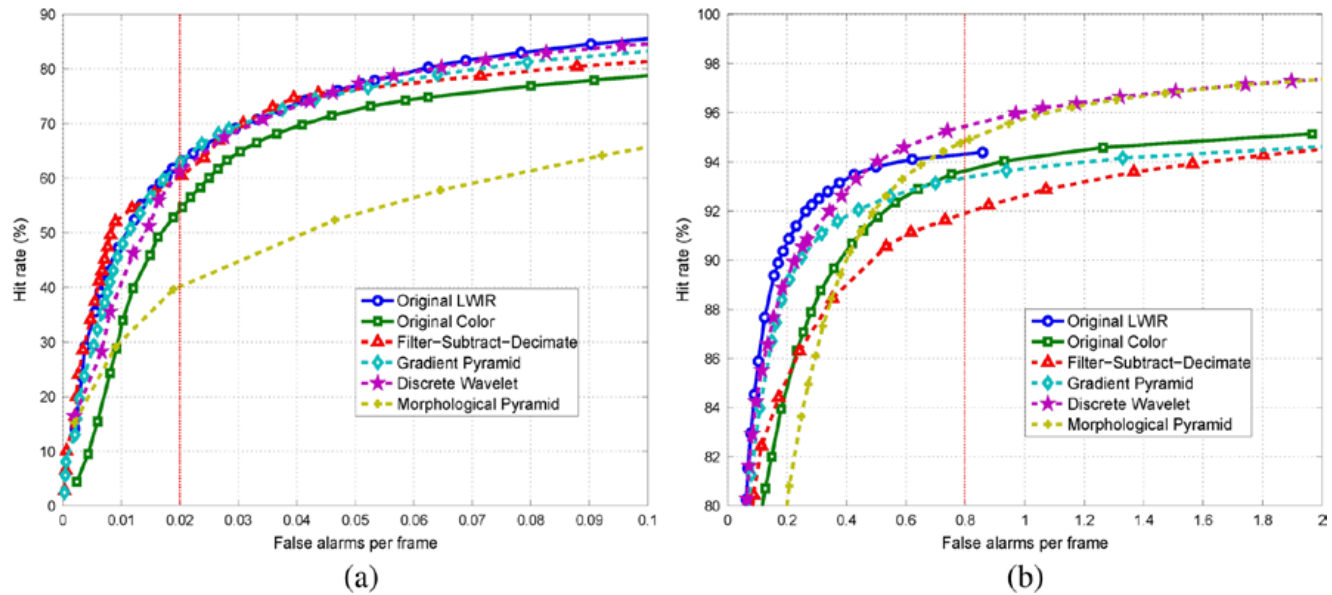 90
80
70
60
50
40
30
20
10
0
Hit rate (%)
0 0.01 0.02 0.03 0.04 0.05 0.06 0.07 0.08 0.09 0.1
False alarms per frame
Original LWIR
Original Color
Filter-Subtract-Decimate
Gradient Pyramid
Discrete Wavelet
Morphological Pyramid
(a)
100
98
96
94
92
90
88
86
84
82
80
Hit rate (%)
0 0.2 0.4 0.6 0.8 1 1.2 1.4 1.6 1.8 2
False alarms per frame
Original LWIR
Original Color
Filter-Subtract-Decimate
Gradient Pyramid
Discrete Wavelet
Morphological Pyramid
(b)